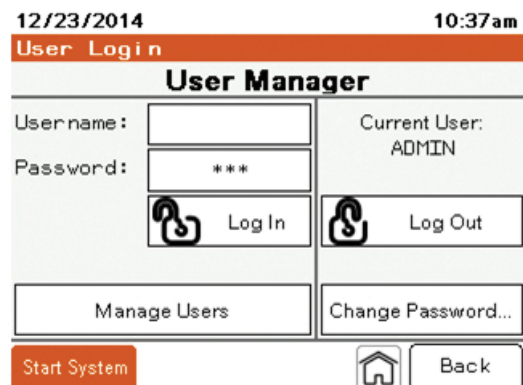 12/23/2014 10:37am
User Login
User Manager
Username:
Current User:
ADMIN
Password: ***
Log In
Log Out
Manage Users
Change Password...
Start System
Back